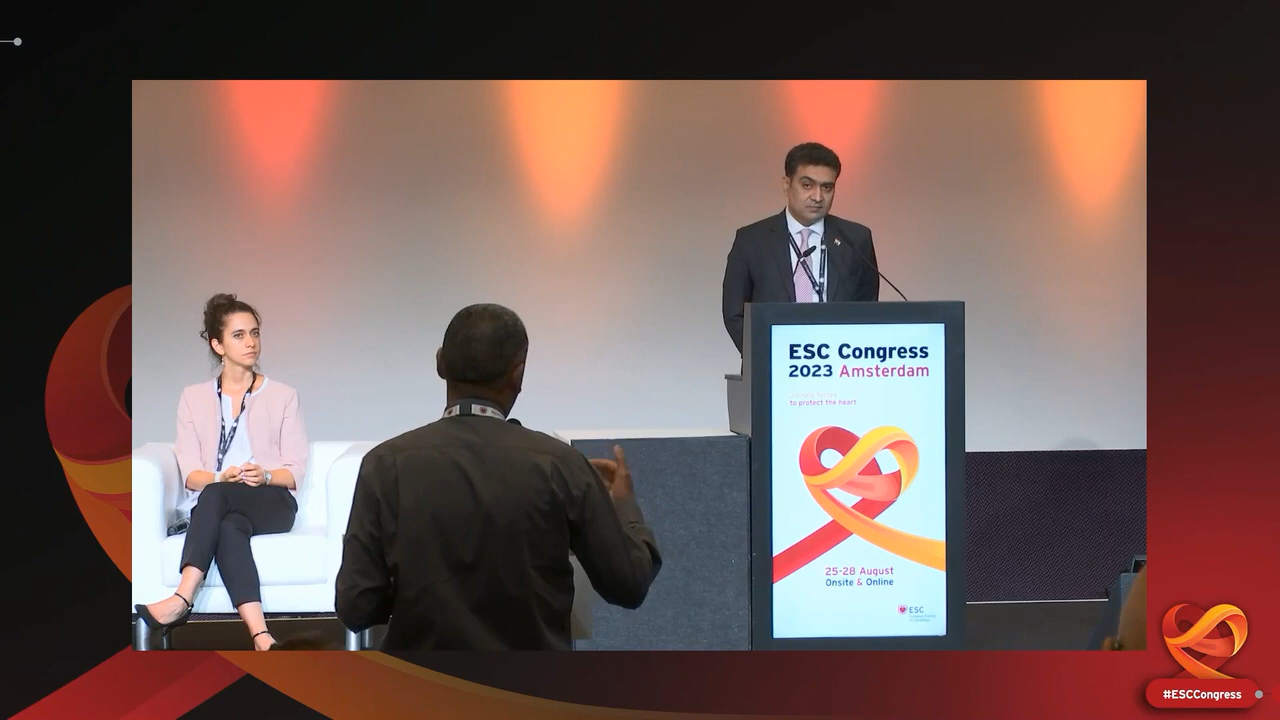 ESC Congress
2023 Amsterdam
to protect the heart
25-28 August
Onsite & Online
ESC
#ESCCongress